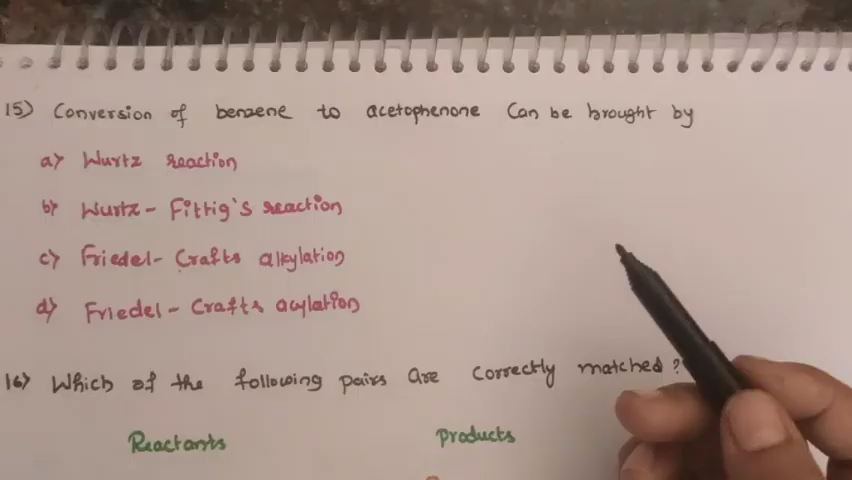 15) Conversion of benzene to acetophenone can be brought by
a) Wurtz reaction
b) Wurtz - Fittig's reaction
c) Friedel - Crafts alkylation
d) Friedel - Crafts acylation
16) Which of the following pairs are correctly matched?
Reactants Products